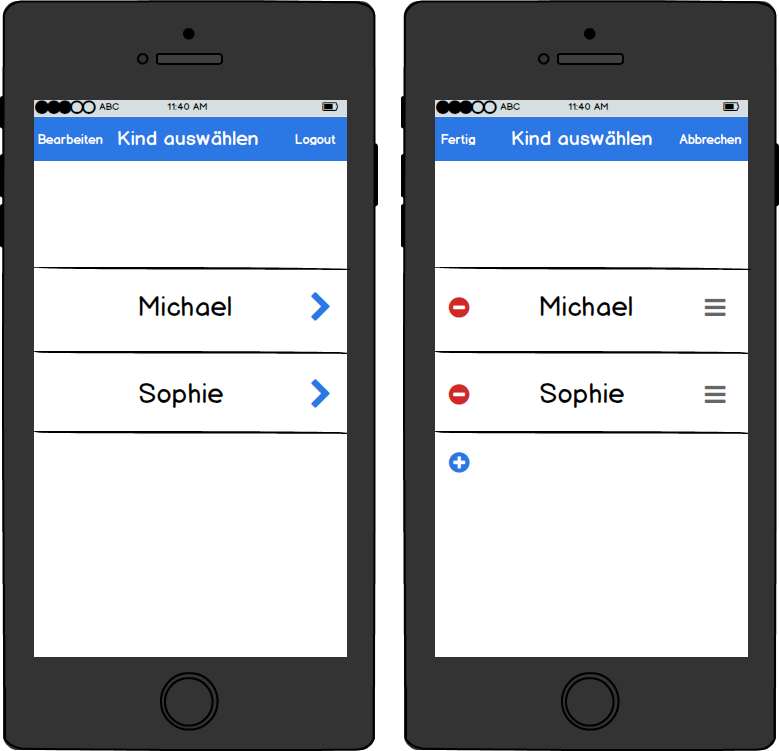 ABC 11:40 AM
Bearbeiten Kind auswählen Logout
Michael
Sophie
ABC 11:40 AM
Fertig Kind auswählen Abbrechen
Michael
Sophie